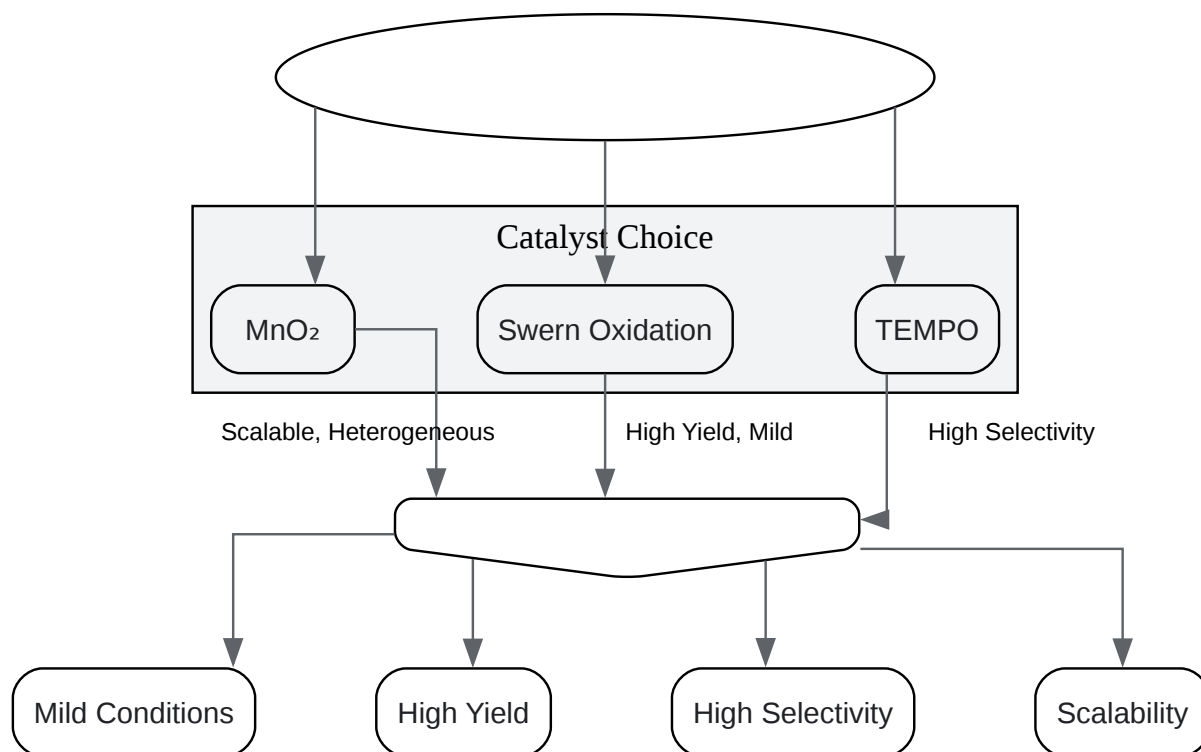 Catalyst Choice
MnO₂
Swern Oxidation
TEMPO
Scalable, Heterogeneous
High Yield, Mild
High Selectivity
Mild Conditions
High Yield
High Selectivity
Scalability